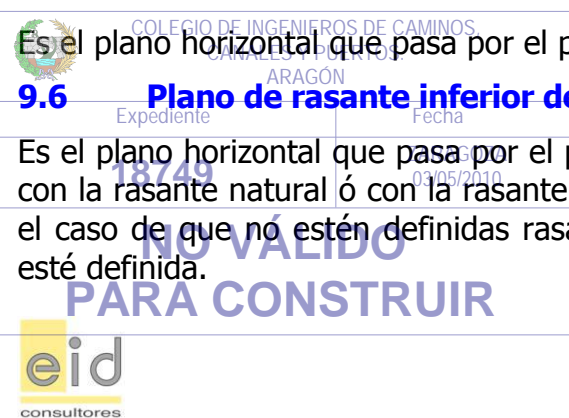 COLEGIO DE INGENIEROS DE CAMINOS,
CANALES Y PUERTOS.
ARAGÓN
Es el plano horizontal que pasa por el
9.6 Plano de rasante inferior
Expediente Fecha
Es el plano horizontal que pasa por el
18749 ZARAGOZA
03/05/2010
con la rasante natural ó con la rasante
el caso de que nó estén definidas
NO VÁLIDO
esté definida.
PARA CONSTRUIR
eid
consultores